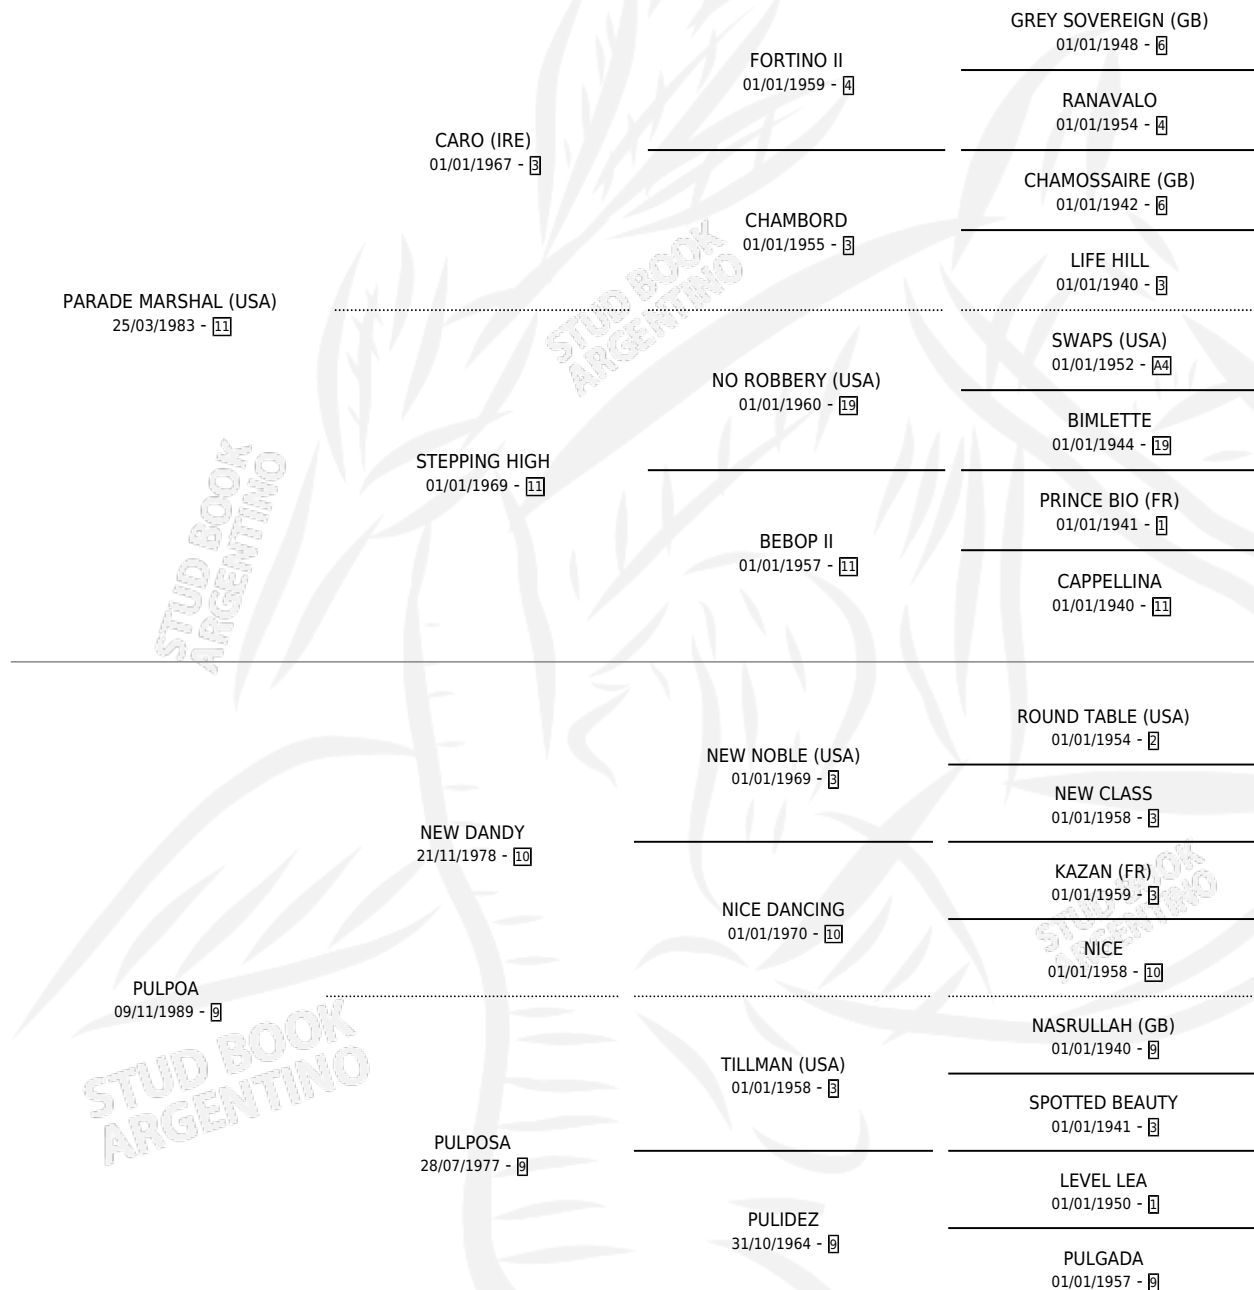 GREY SOVEREIGN (GB)
01/01/1948 - 6
FORTINO II
01/01/1959 - 4
RANAVALO
01/01/1954 - 4
CARO (IRE)
01/01/1967 - 3
CHAMOSSAIRE (GB)
01/01/1942 - 6
CHAMBORD
01/01/1955 - 3
LIFE HILL
01/01/1940 - 3
PARADE MARSHAL (USA)
25/03/1983 - 11
SWAPS (USA)
01/01/1952 - A4
NO ROBBERY (USA)
01/01/1960 - 19
BIMLETTE
01/01/1944 - 19
STEPPING HIGH
01/01/1969 - 11
PRINCE BIO (FR)
01/01/1941 - 1
BEBOP II
01/01/1957 - 11
CAPPELLINA
01/01/1940 - 11
ROUND TABLE (USA)
01/01/1954 - 2
NEW NOBLE (USA)
01/01/1969 - 3
NEW CLASS
01/01/1958 - 3
NEW DANDY
21/11/1978 - 10
KAZAN (FR)
01/01/1959 - 3
NICE DANCING
01/01/1970 - 10
NICE
01/01/1958 - 10
PULPOA
09/11/1989 - 9
NASRULLAH (GB)
01/01/1940 - 9
TILLMAN (USA)
01/01/1958 - 3
SPOTTED BEAUTY
01/01/1941 - 3
PULPOSA
28/07/1977 - 9
LEVEL LEA
01/01/1950 - 1
PULIDEZ
31/10/1964 - 9
PULGADA
01/01/1957 - 9
STUD BOOK
ARGENTINO
STUD BOOK
ARGENTINO
STUD BOOK
ARGENTINO
STUD BOOK
ARGENTINO